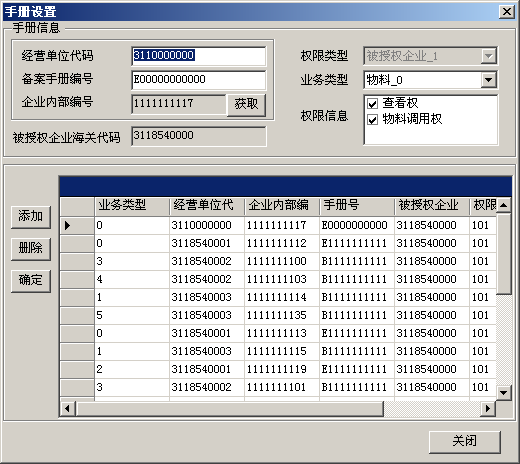 手册设置
手册信息
经营单位代码 3110000000 权限类型 被授权企业_1
备案手册编号 E00000000000 业务类型 物料_0
企业内部编号 1111111117 获取 权限信息 查看权
物料调用权
被授权企业海关代码 3118540000
添加
删除
确定
业务类型 经营单位代 企业内部编 手册号 被授权企业 权限
0 3110000000 1111111117 E0000000000 3118540000 101
0 3118540001 1111111112 E1111111111 3118540000 101
3 3118540002 1111111100 B1111111111 3118540000 101
4 3118540002 1111111103 B1111111111 3118540000 101
1 3118540003 1111111114 B1111111111 3118540000 101
5 3118540003 1111111135 B1111111111 3118540000 101
0 3118540001 1111111113 E1111111111 3118540000 101
1 3118540003 1111111115 B1111111111 3118540000 101
2 3118540001 1111111119 E1111111111 3118540000 101
3 3118540002 1111111101 B1111111111 3118540000 101
关闭